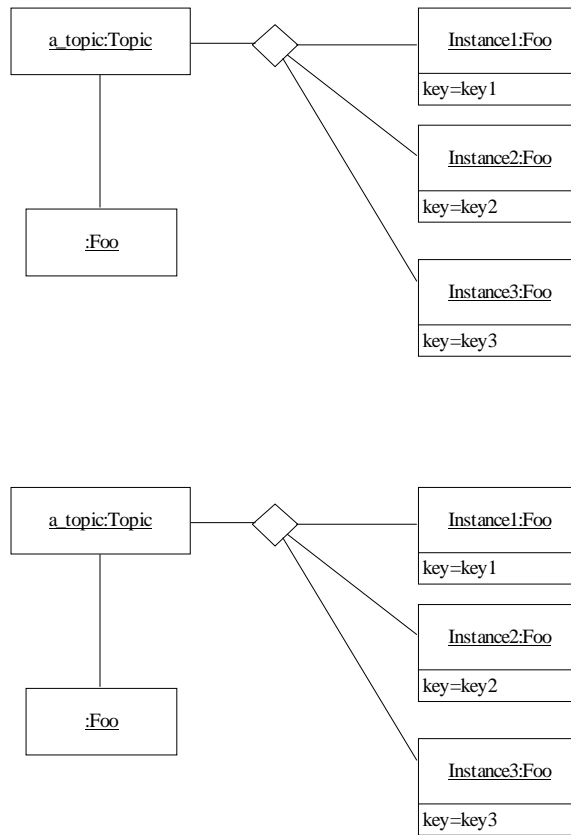 a_topic:Topic
Instance1:Foo
key=key1
Instance2:Foo
key=key2
:Foo
Instance3:Foo
key=key3
a_topic:Topic
Instance1:Foo
key=key1
Instance2:Foo
key=key2
:Foo
Instance3:Foo
key=key3